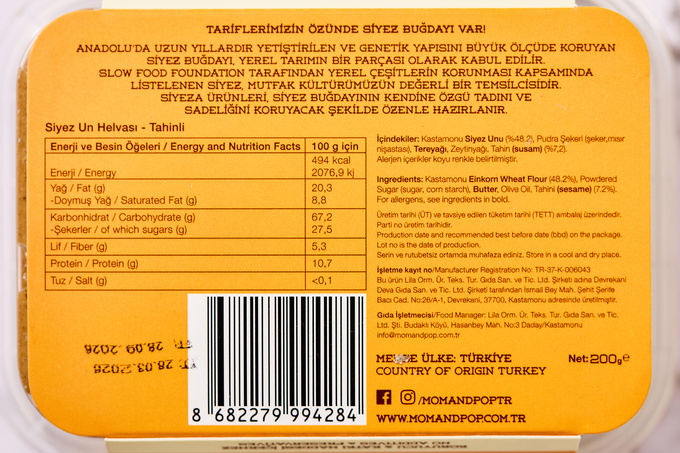 TARİFLERİMİZİN ÖZÜNDE SİYEZ BUĞDAYI VAR!
ANADOLU'DA UZUN YILLARDIR YETİŞTİRİLEN VE GENETİK YAPISINI BÜYÜK ÖLÇÜDE KORUYAN
SİYEZ BUĞDAYI, YEREL TARIMIN BİR PARÇASI OLARAK KABUL EDİLİR.
SLOW FOOD FOUNDATION TARAFINDAN YEREL ÇEŞİTLERİN KORUNMASI KAPSAMINDA
LİSTELENEN SİYEZ, MUTFAK KÜLTÜRÜMÜZÜN DEĞERLİ BİR TEMSİLCİSİDİR.
SİYEZA ÜRÜNLERİ, SİYEZ BUĞDAYININ KENDİNE ÖZGÜ TADINI VE
SADELİĞİNİ KORUYACAK ŞEKİLDE ÖZENLE HAZIRLANIR.
Siyez Un Helvası - Tahinli
Enerji ve Besin Öğeleri / Energy and Nutrition Facts 100 g için
494 kcal
Enerji / Energy 2076,9 kj
Yağ / Fat (g) 20,3
-Doymuş Yağ / Saturated Fat (g) 8,8
Karbonhidrat / Carbohydrate (g) 67,2
-Şekerler / of which sugars (g) 27,5
Lif / Fiber (g) 5,3
Protein / Protein (g) 10,7
Tuz / Salt (g) <0,1
İçindekiler: Kastamonu Siyez Unu (%48.2), Pudra Şekeri (şeker,mısır
nişastası), Tereyağı, Zeytinyağı, Tahin (susam) (%7,2).
Alerjen içerikler koyu renkle belirtilmiştir.
Ingredients: Kastamonu Einkorn Wheat Flour (48.2%), Powdered
Sugar (sugar, corn starch), Butter, Olive Oil, Tahini (sesame) (7.2%).
For allergens, see ingredients in bold.
Üretim tarihi (ÜT) ve tavsiye edilen tüketim tarihi (TETT) ambalaj üzerindedir.
Parti no üretim tarihidir.
Production date and recommended best before date (bbd) on the package.
Lot no is the date of production.
Serin ve rutubetsiz ortamda muhafaza ediniz. Store in a cool and dry place.
İşletme kayıt no/Manufacturer Registration No: TR-37-K-006043
Bu ürün Lila Orm. Ür. Teks. Tur. Gıda San. ve Tic. Ltd. Şirketi adına Devrekani
Deva Gıda San. ve Tic. Ltd. Şirketi tarafından İsmail Bey Mah. Şehit Şerife
Bacı Cad. No:26/A-1, Devrekani, 37700, Kastamonu adresinde üretilmiştir.
Gıda İşletmecisi/Food Manager: Lila Orm. Ür. Teks. Tur. Gıda San. ve Tic.
Ltd. Şti. Budaklı Köyü, Hasanbey Mah. No:3 Daday/Kastamonu
info@momandpop.com.tr
ÜLKE: TÜRKİYE
COUNTRY OF ORIGIN TURKEY
Net:200g℮
/MOMANDPOPTR
WWW.MOMANDPOP.COM.TR
28.03.2026
28.09.2026
8 682279 994284
KORUYUCU & KATKI MADDESİ İÇERMEZ
NO ADDITIVES & PRESERVATIVES